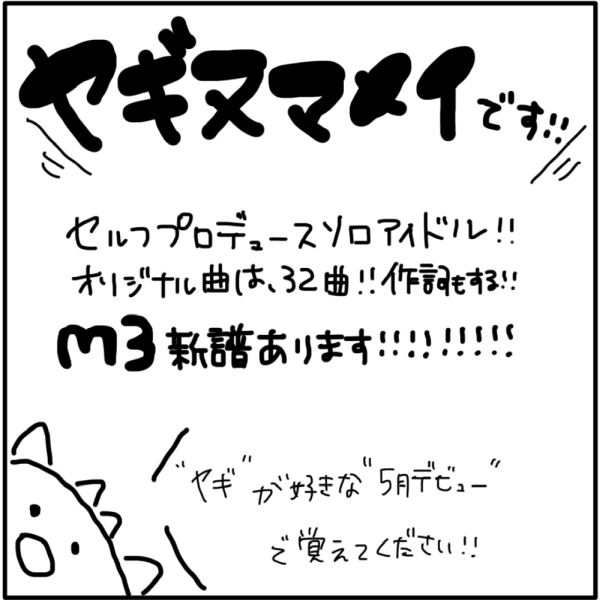 ヤギヌマメイです!!
セルフプロデュースソロアイドル!!
オリジナル曲は、32曲!!作詞もする!!
m3新譜あります!!!!!!!!!
"ヤギ"が好きな"5月デビュー"
で覚えてください!!